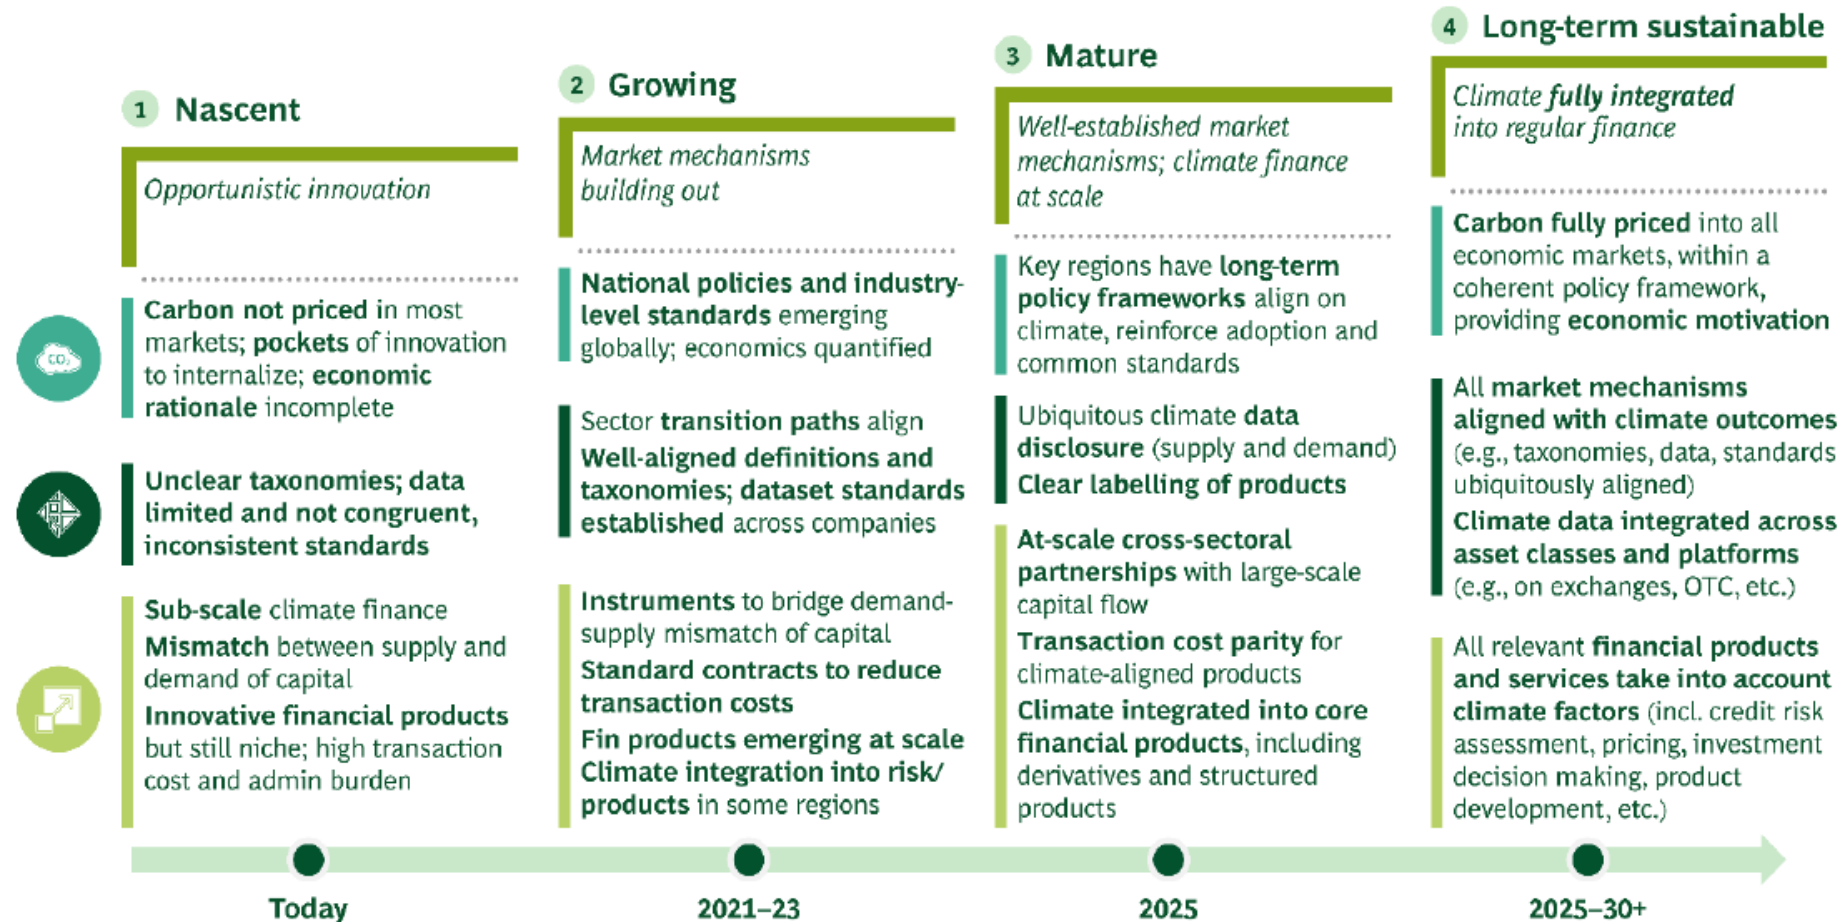 1 Nascent
Opportunistic innovation
CO₂
Carbon not priced in most
markets; pockets of innovation
to internalize; economic
rationale incomplete
Unclear taxonomies; data
limited and not congruent,
inconsistent standards
Sub-scale climate finance
Mismatch between supply and
demand of capital
Innovative financial products
but still niche; high transaction
cost and admin burden
Today
2 Growing
Market mechanisms
building out
National policies and industry-
level standards emerging
globally; economics quantified
Sector transition paths align
Well-aligned definitions and
taxonomies; dataset standards
established across companies
Instruments to bridge demand-
supply mismatch of capital
Standard contracts to reduce
transaction costs
Fin products emerging at scale
Climate integration into risk/
products in some regions
2021–23
3 Mature
Well-established market
mechanisms; climate finance
at scale
Key regions have long-term
policy frameworks align on
climate, reinforce adoption and
common standards
Ubiquitous climate data
disclosure (supply and demand)
Clear labelling of products
At-scale cross-sectoral
partnerships with large-scale
capital flow
Transaction cost parity for
climate-aligned products
Climate integrated into core
financial products, including
derivatives and structured
products
2025
4 Long-term sustainable
Climate fully integrated
into regular finance
Carbon fully priced into all
economic markets, within a
coherent policy framework,
providing economic motivation
All market mechanisms
aligned with climate outcomes
(e.g., taxonomies, data, standards
ubiquitously aligned)
Climate data integrated across
asset classes and platforms
(e.g., on exchanges, OTC, etc.)
All relevant financial products
and services take into account
climate factors (incl. credit risk
assessment, pricing, investment
decision making, product
development, etc.)
2025–30+